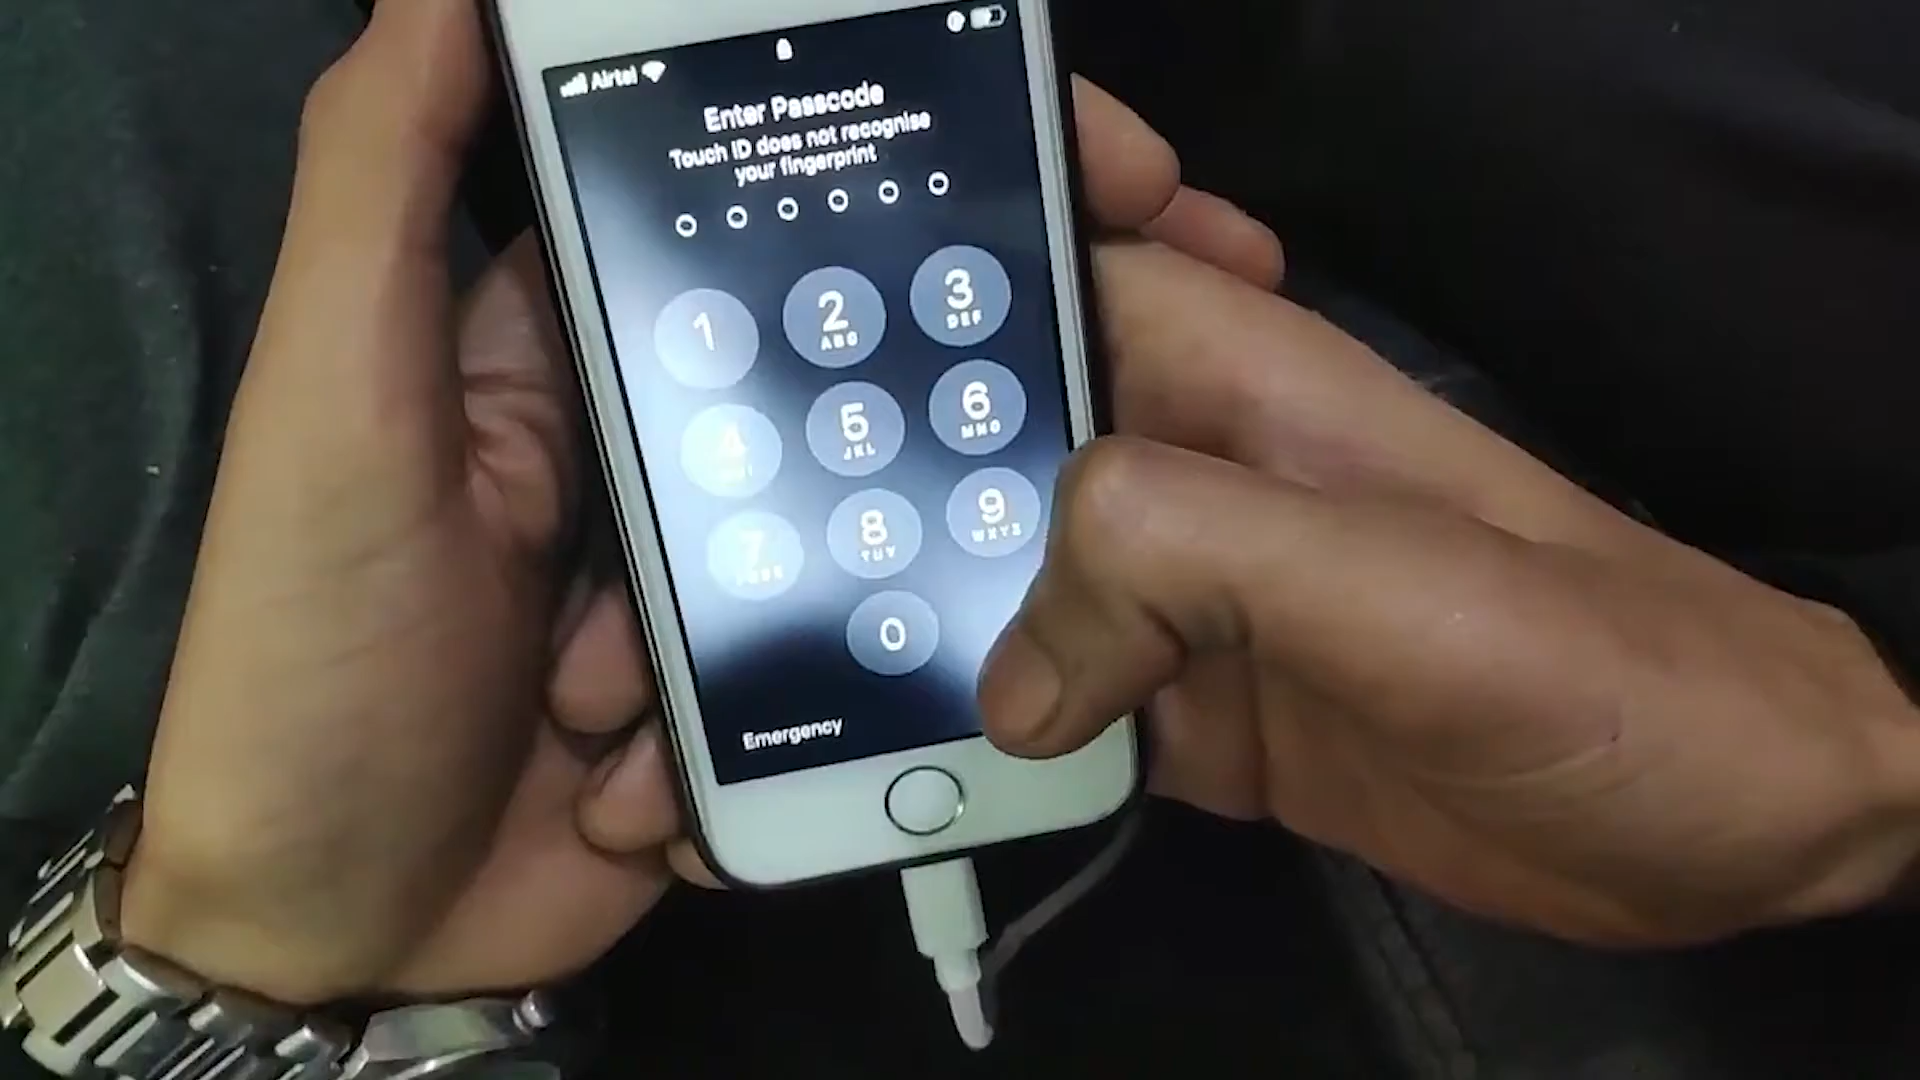 Airtel
Enter Passcode
Touch ID does not recognise
your fingerprint
1
2
ABC
3
DEF
4
5
JKL
6
MNO
7
8
TUV
9
WXYZ
0
Emergency